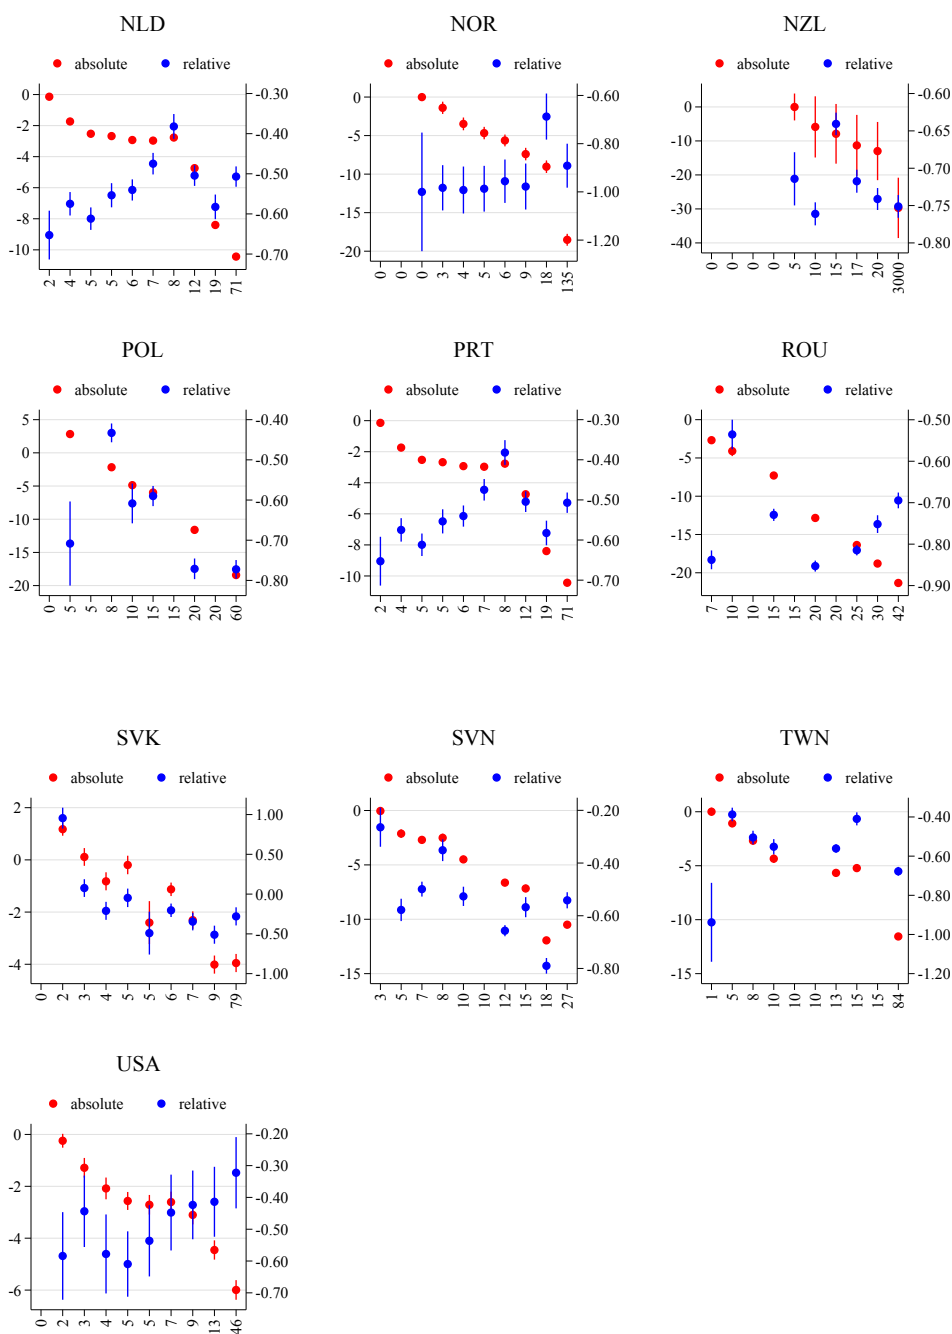 NLD NOR NZL
absolute relative absolute relative absolute relative
0 -2 -4 -6 -8 -10
-0.30 -0.40 -0.50 -0.60 -0.70
2 4 5 5 6 7 8 12 19 71
0 -5 -10 -15 -20
-0.60 -0.80 -1.00 -1.20
0 0 0 3 4 5 6 9 18 135
0 -10 -20 -30 -40
-0.60 -0.65 -0.70 -0.75 -0.80
0 0 0 0 5 10 15 17 20 3000
POL PRT ROU
absolute relative absolute relative absolute relative
5 0 -5 -10 -15 -20
-0.40 -0.50 -0.60 -0.70 -0.80
0 5 5 8 10 15 15 20 20 60
0 -2 -4 -6 -8 -10
-0.30 -0.40 -0.50 -0.60 -0.70
2 4 5 5 6 7 8 12 19 71
0 -5 -10 -15 -20
-0.50 -0.60 -0.70 -0.80 -0.90
7 10 10 15 15 20 20 25 30 42
SVK SVN TWN
absolute relative absolute relative absolute relative
2 0 -2 -4
1.00 0.50 0.00 -0.50 -1.00
0 2 3 4 5 5 6 7 9 79
0 -5 -10 -15
-0.20 -0.40 -0.60 -0.80
3 5 7 8 10 10 12 15 18 27
0 -5 -10 -15
-0.40 -0.60 -0.80 -1.00 -1.20
1 5 8 10 10 10 13 15 15 84
USA
absolute relative
0 -2 -4 -6
-0.20 -0.30 -0.40 -0.50 -0.60 -0.70
0 2 3 4 5 5 7 9 13 46